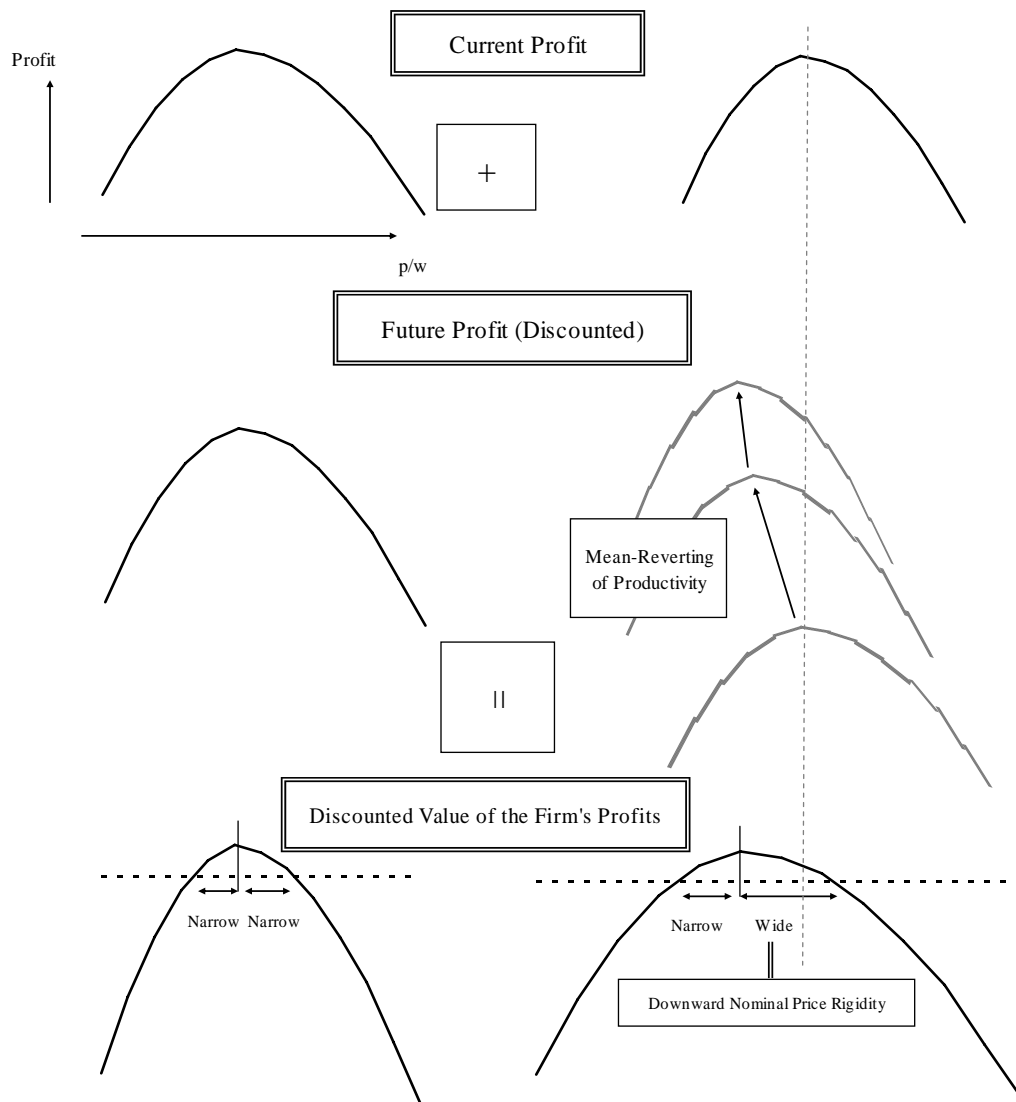 Current Profit
Profit
+
p/w
Future Profit (Discounted)
Mean-Reverting
of Productivity
=
Discounted Value of the Firm's Profits
Narrow Narrow
Narrow Wide
Downward Nominal Price Rigidity